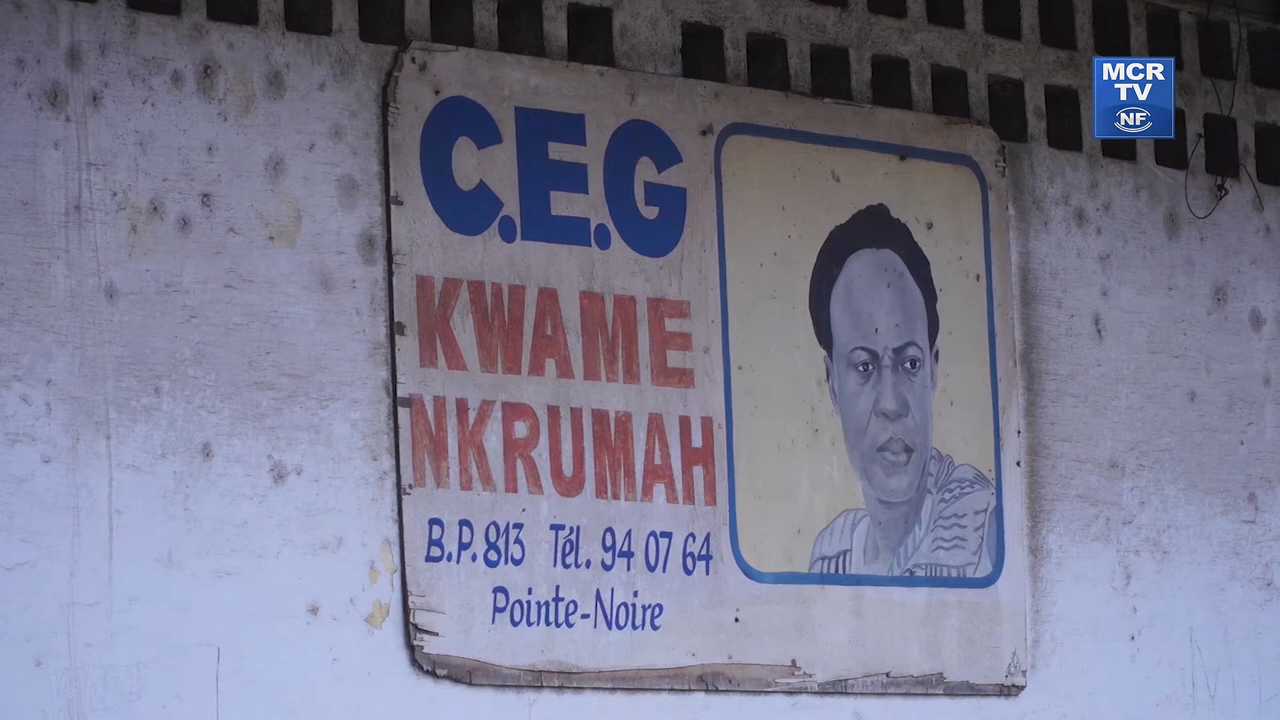 C.E.G
KWAME
NKRUMAH
B.P. 813 Tél. 94 07 64
Pointe-Noire
MCR
TV
NF